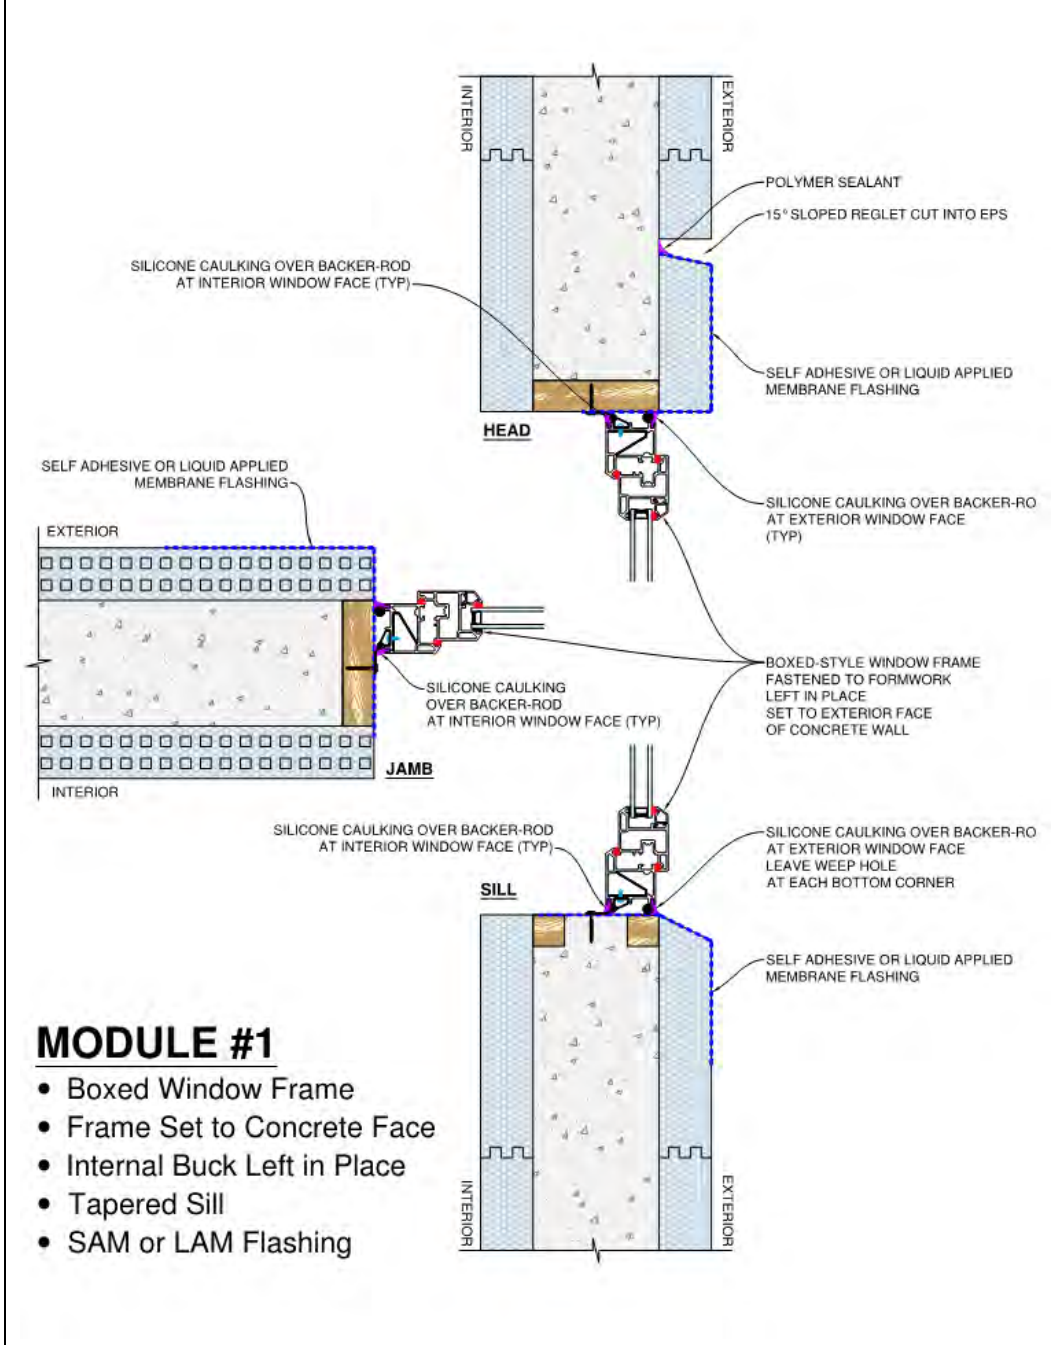 INTERIOR
EXTERIOR
POLYMER SEALANT
15° SLOPED REGLET CUT INTO EPS
SILICONE CAULKING OVER BACKER-ROD
AT INTERIOR WINDOW FACE (TYP)
SELF ADHESIVE OR LIQUID APPLIED
MEMBRANE FLASHING
HEAD
SELF ADHESIVE OR LIQUID APPLIED
MEMBRANE FLASHING
SILICONE CAULKING OVER BACKER-RO
AT EXTERIOR WINDOW FACE
(TYP)
EXTERIOR
SILICONE CAULKING
OVER BACKER-ROD
AT INTERIOR WINDOW FACE (TYP)
BOXED-STYLE WINDOW FRAME
FASTENED TO FORMWORK
LEFT IN PLACE
SET TO EXTERIOR FACE
OF CONCRETE WALL
JAMB
INTERIOR
SILICONE CAULKING OVER BACKER-ROD
AT INTERIOR WINDOW FACE (TYP)
SILICONE CAULKING OVER BACKER-RO
AT EXTERIOR WINDOW FACE
LEAVE WEEP HOLE
AT EACH BOTTOM CORNER
SILL
SELF ADHESIVE OR LIQUID APPLIED
MEMBRANE FLASHING
MODULE #1
• Boxed Window Frame
• Frame Set to Concrete Face
• Internal Buck Left in Place
• Tapered Sill
• SAM or LAM Flashing
INTERIOR
EXTERIOR